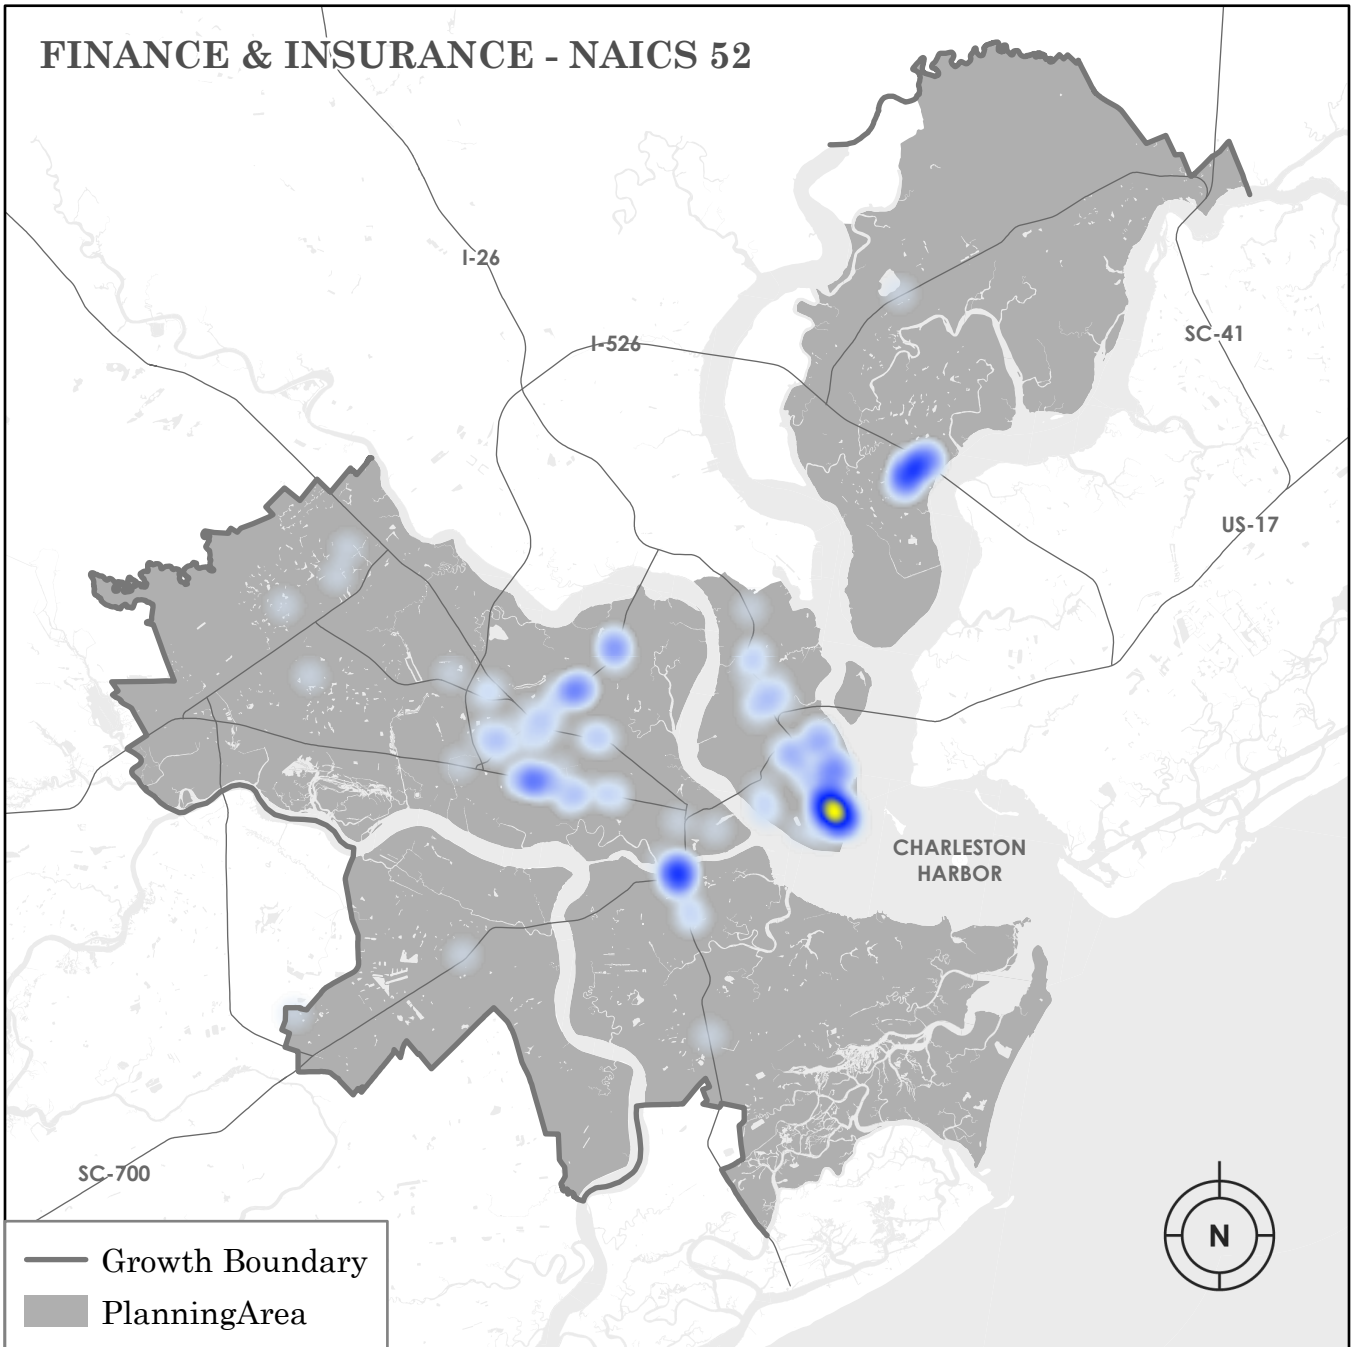 FINANCE & INSURANCE - NAICS 52
I-26
I-526
SC-41
US-17
CHARLESTON
HARBOR
SC-700
N
Growth Boundary
PlanningArea